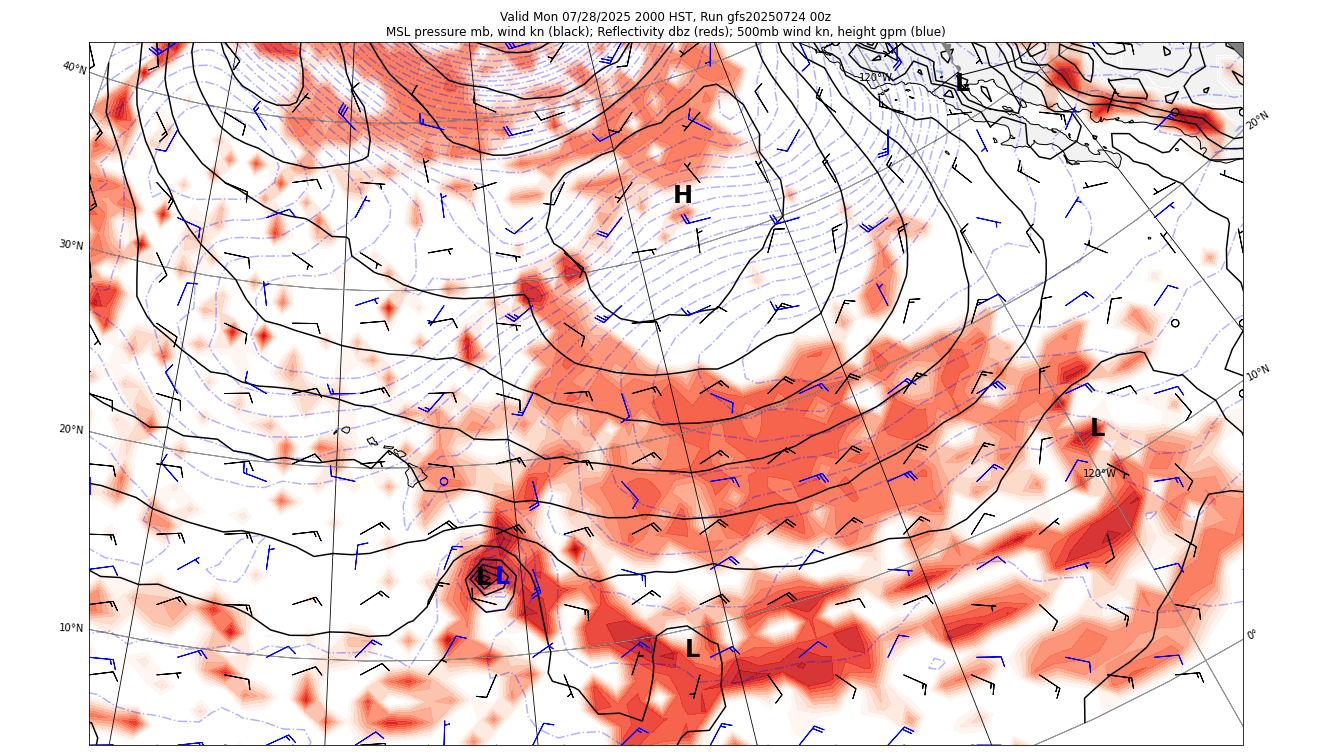 Valid Mon 07/28/2025 2000 HST, Run gfs20250724 00z
MSL pressure mb, wind kn (black); Reflectivity dbz (reds); 500mb wind kn, height gpm (blue)
40°N
120°W
L
20°N
H
30°N
10°N
20°N
L
120°W
L L
10°N
L
0°